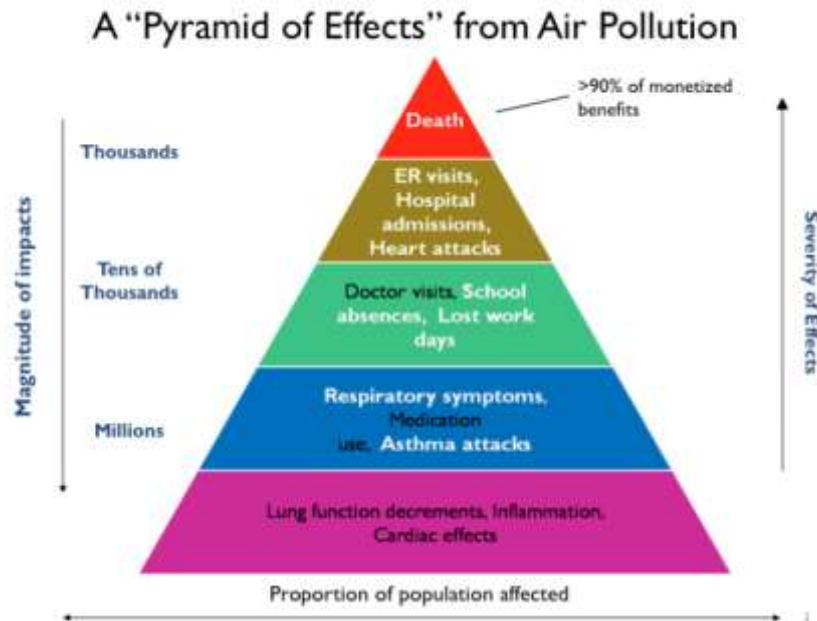 A “Pyramid of Effects” from Air Pollution
>90% of monetized
benefits
Death
Thousands
ER visits,
Hospital
admissions,
Heart attacks
Magnitude of impacts
Severity of Effects
Tens of
Thousands
Doctor visits, School
absences, Lost work
days
Respiratory symptoms,
Medication
use, Asthma attacks
Millions
Lung function decrements, Inflammation,
Cardiac effects
Proportion of population affected